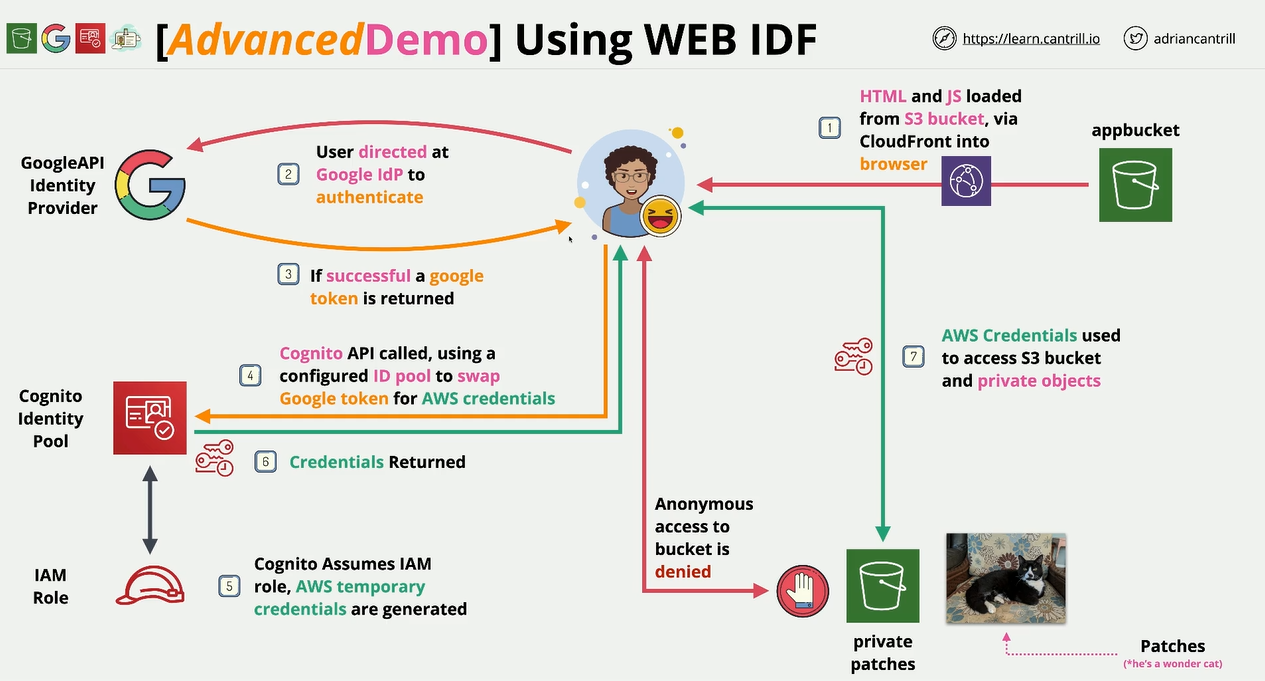 [AdvancedDemo] Using WEB IDF
https://learn.cantrill.io
adriancantrill
1
HTML and JS loaded
from S3 bucket, via
CloudFront into
browser
appbucket
GoogleAPI
Identity
Provider
2
User directed at
Google IdP to
authenticate
3
If successful a google
token is returned
4
Cognito API called, using a
configured ID pool to swap
Google token for AWS credentials
7
AWS Credentials used
to access S3 bucket
and private objects
Cognito
Identity
Pool
6
Credentials Returned
Anonymous
access to
bucket is
denied
IAM
Role
5
Cognito Assumes IAM
role, AWS temporary
credentials are generated
private
patches
Patches
(*he's a wonder cat)